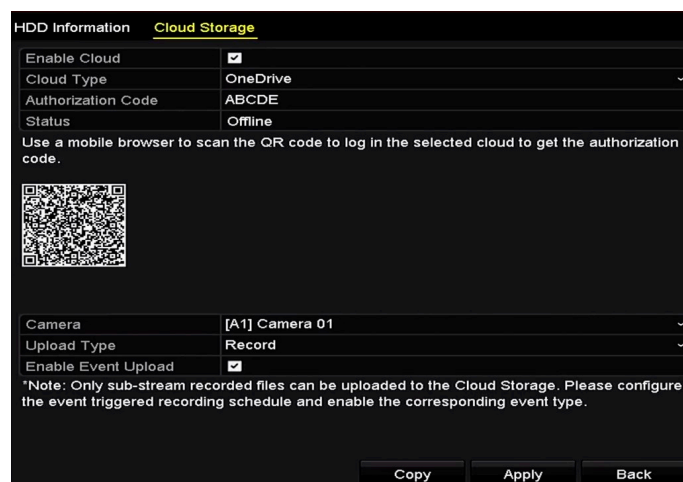 HDD Information Cloud Storage
Enable Cloud
Cloud Type OneDrive
Authorization Code ABCDE
Status Offline
Use a mobile browser to scan the QR code to log in the selected cloud to get the authorization
code.
Camera [A1] Camera 01
Upload Type Record
Enable Event Upload
*Note: Only sub-stream recorded files can be uploaded to the Cloud Storage. Please configure
the event triggered recording schedule and enable the corresponding event type.
Copy Apply Back